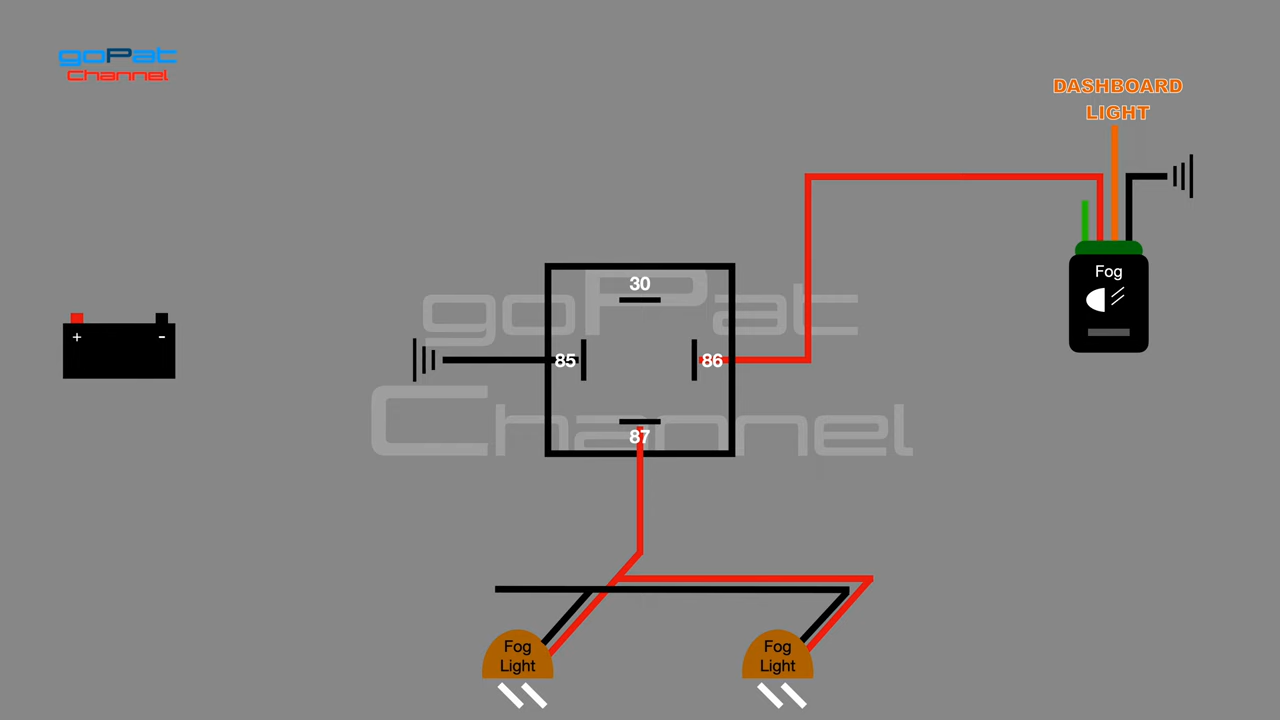 goPat
Channel
DASHBOARD
LIGHT
Fog
30
goPat
85
86
+
-
Channel
87
Fog
Light
Fog
Light